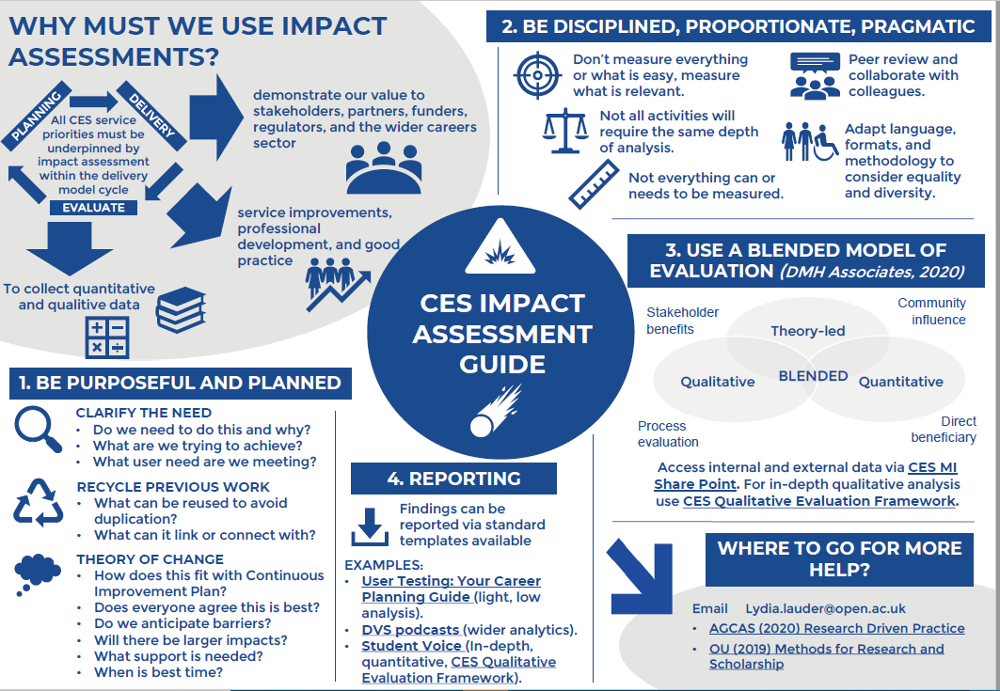 WHY MUST WE USE IMPACT
ASSESSMENTS?
PLANNING
DELIVERY
All CES service
priorities must be
underpinned by
impact assessment
within the delivery
model cycle
EVALUATE
demonstrate our value to
stakeholders, partners, funders,
regulators, and the wider careers
sector
service improvements,
professional
development, and good
practice
To collect quantitative
and qualitive data
CES IMPACT
ASSESSMENT
GUIDE
1. BE PURPOSEFUL AND PLANNED
CLARIFY THE NEED
• Do we need to do this and why?
• What are we trying to achieve?
• What user need are we meeting?
RECYCLE PREVIOUS WORK
• What can be reused to avoid
duplication?
• What can it link or connect with?
THEORY OF CHANGE
• How does this fit with Continuous
Improvement Plan?
• Does everyone agree this is best?
• Do we anticipate barriers?
• Will there be larger impacts?
• What support is needed?
• When is best time?
2. BE DISCIPLINED, PROPORTIONATE, PRAGMATIC
Don't measure everything
or what is easy, measure
what is relevant.
Not all activities will
require the same depth
of analysis.
Not everything can or
needs to be measured.
Peer review and
collaborate with
colleagues.
Adapt language,
formats, and
methodology to
consider equality
and diversity.
3. USE A BLENDED MODEL OF
EVALUATION (DMH Associates, 2020)
Stakeholder
benefits
Community
influence
Theory-led
Qualitative
BLENDED
Quantitative
Process
evaluation
Direct
beneficiary
Access internal and external data via CES MI
Share Point. For in-depth qualitative analysis
use CES Qualitative Evaluation Framework.
4. REPORTING
Findings can be
reported via standard
templates available
EXAMPLES:
• User Testing: Your Career
Planning Guide (light, low
analysis).
• DVS podcasts (wider analytics).
• Student Voice (In-depth,
quantitative, CES Qualitative
Evaluation Framework).
WHERE TO GO FOR MORE
HELP?
Email Lydia.lauder@open.ac.uk
• AGCAS (2020) Research Driven Practice
• OU (2019) Methods for Research and
Scholarship